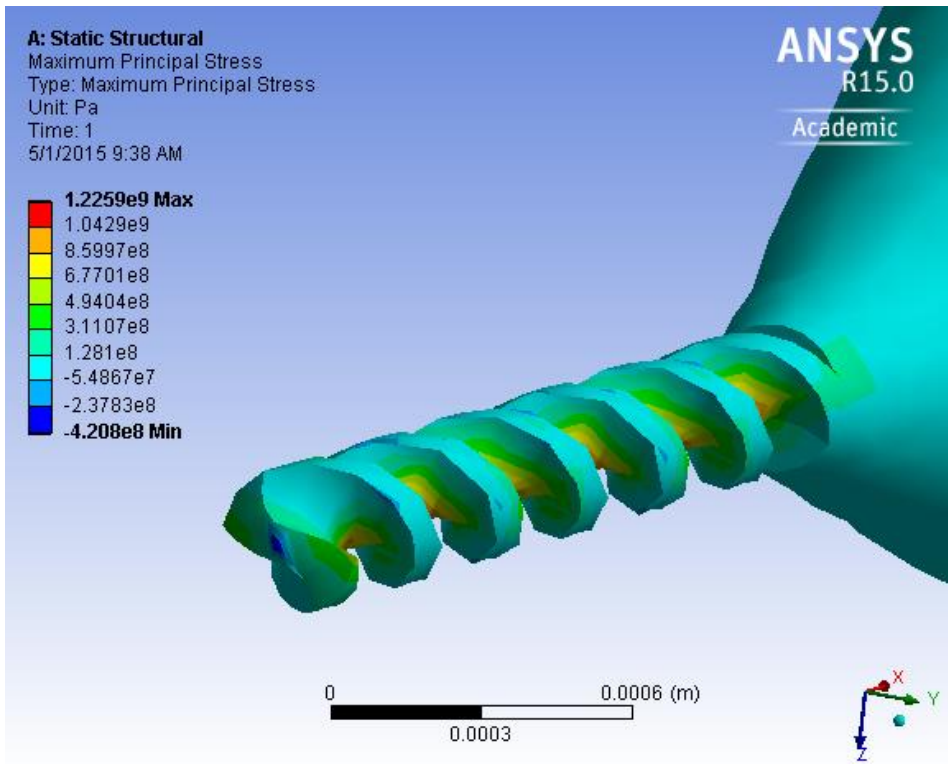 A: Static Structural
Maximum Principal Stress
Type: Maximum Principal Stress
Unit: Pa
Time: 1
5/1/2015 9:38 AM
ANSYS
R15.0
Academic
1.2259e9 Max
1.0429e9
8.5997e8
6.7701e8
4.9404e8
3.1107e8
1.281e8
-5.4867e7
-2.3783e8
-4.208e8 Min
0
0.0006 (m)
0.0003
X
Y
Z